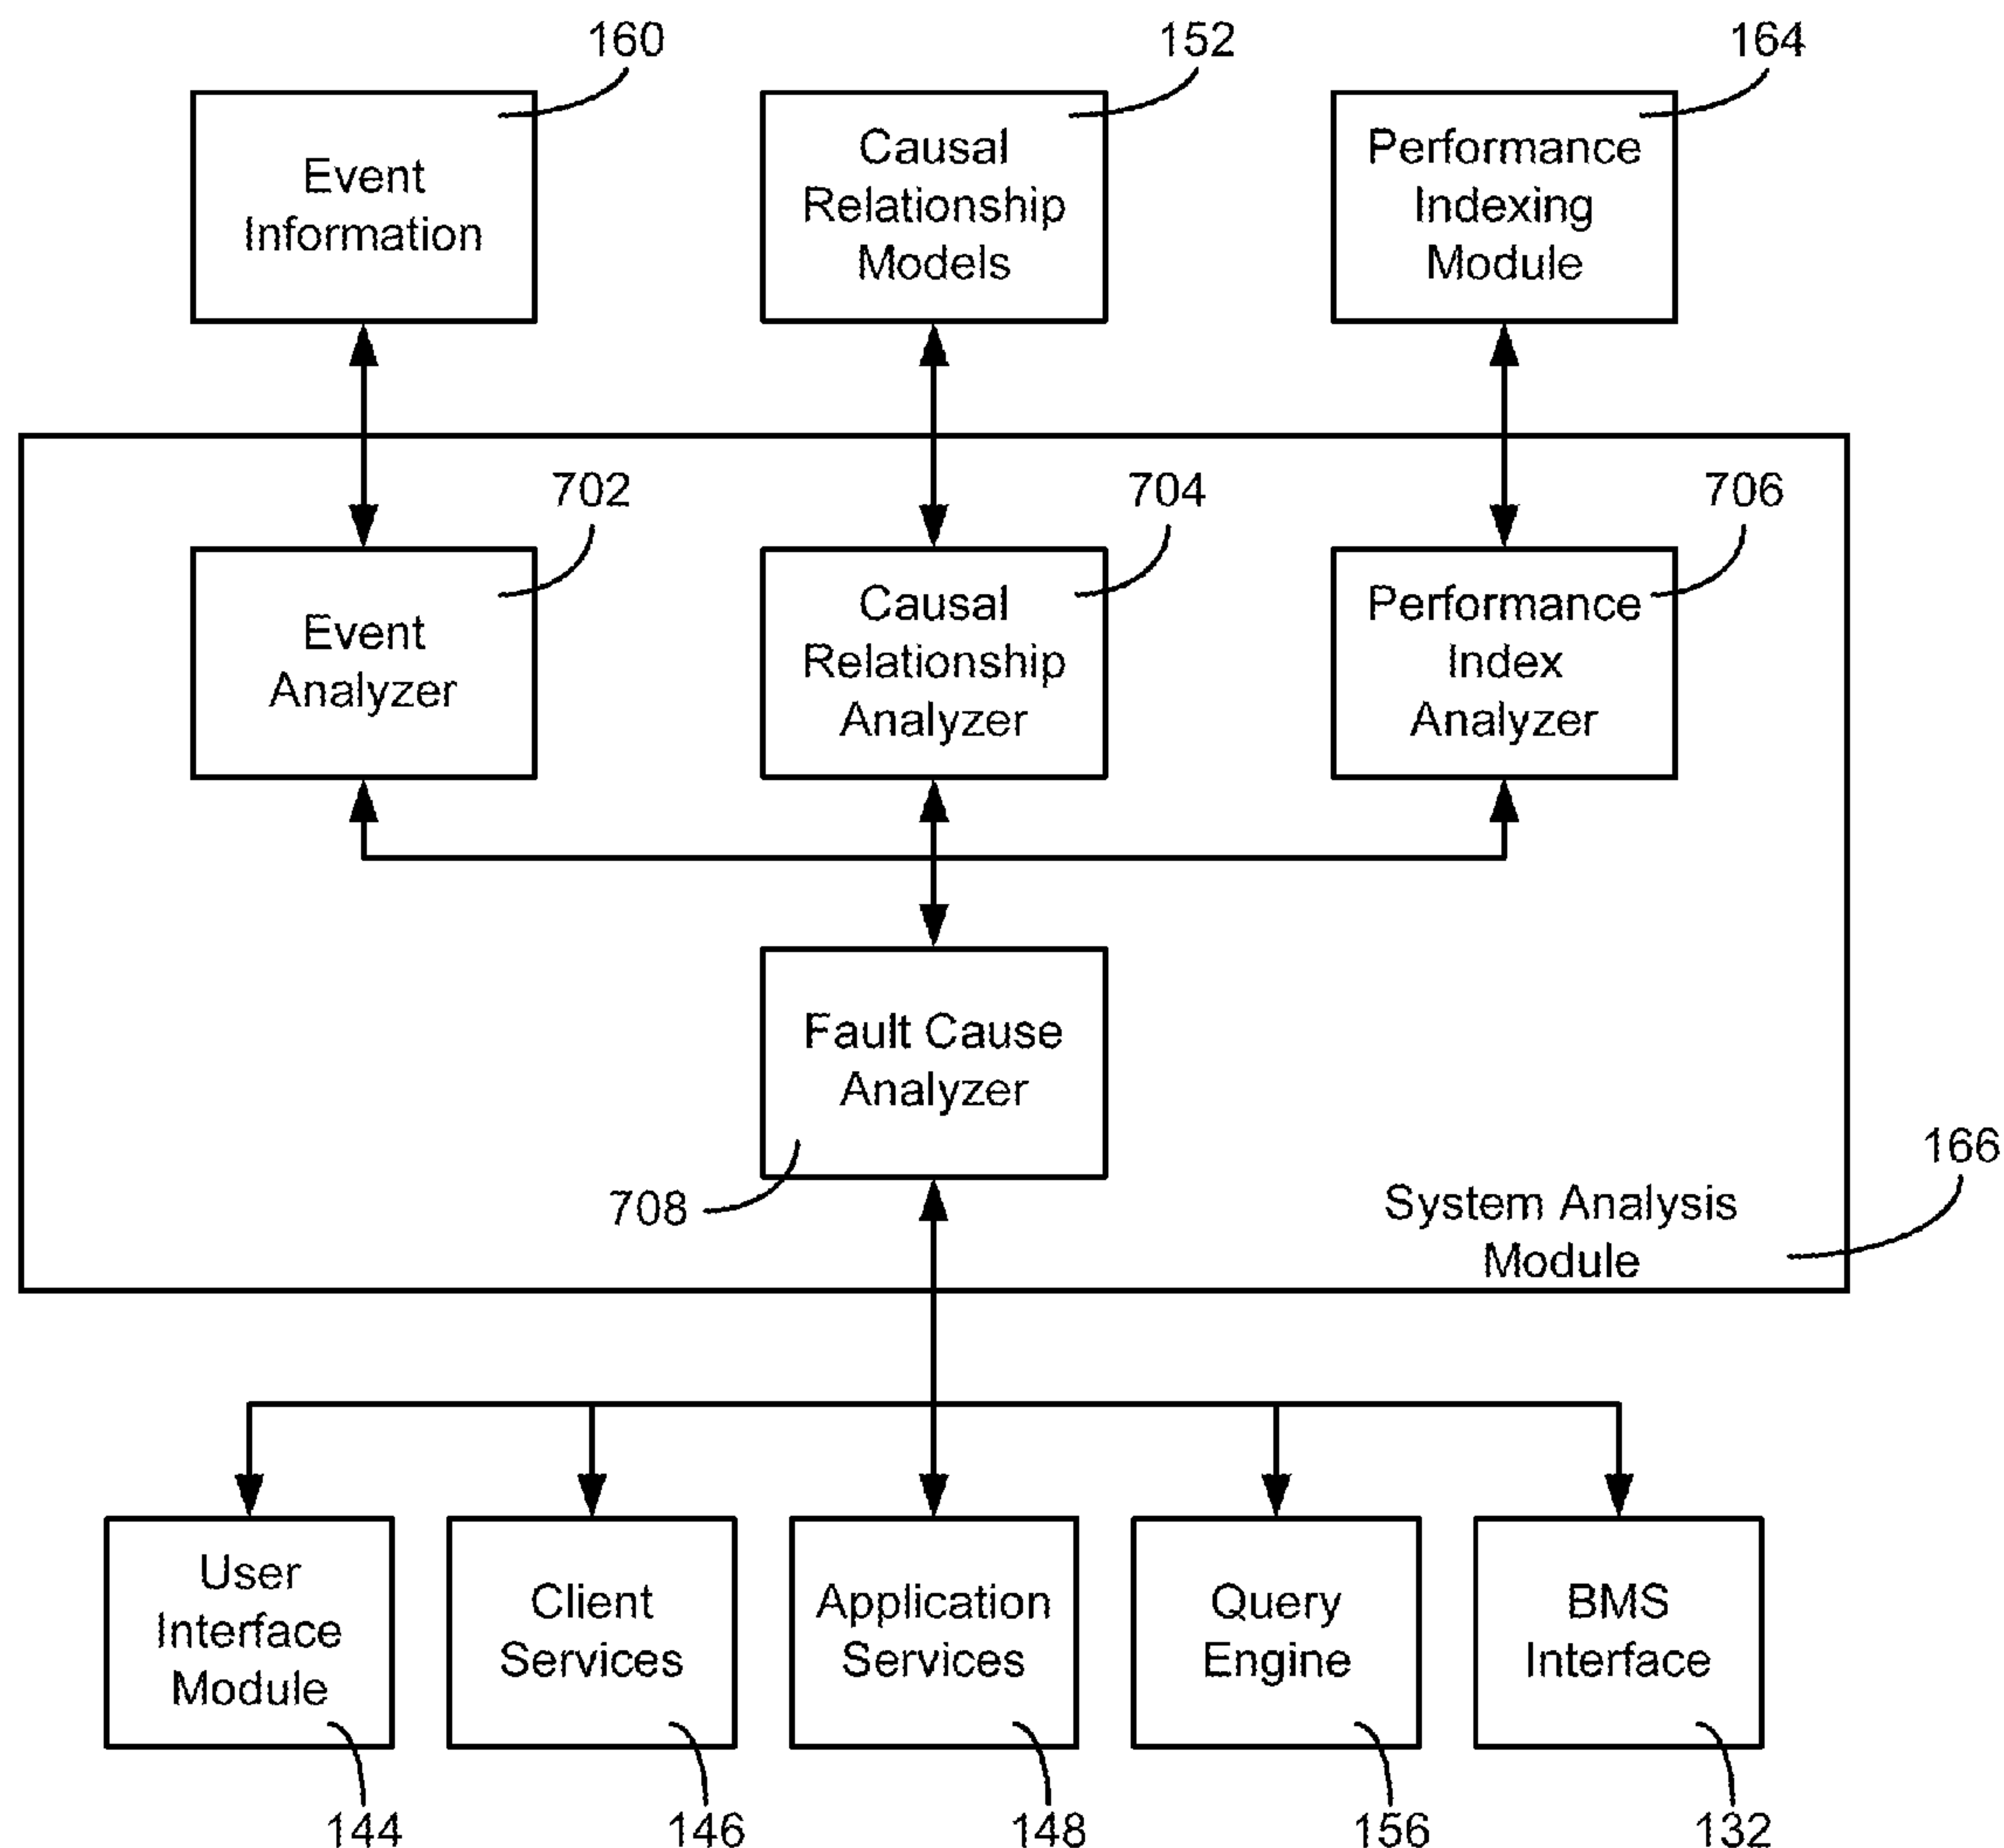 160
152
164
Event
Information
Causal
Relationship
Models
Performance
Indexing
Module
702
704
706
Event
Analyzer
Causal
Relationship
Analyzer
Performance
Index
Analyzer
Fault Cause
Analyzer
708
166
System Analysis
Module
User
Interface
Module
Client
Services
Application
Services
Query
Engine
BMS
Interface
144
146
148
156
132